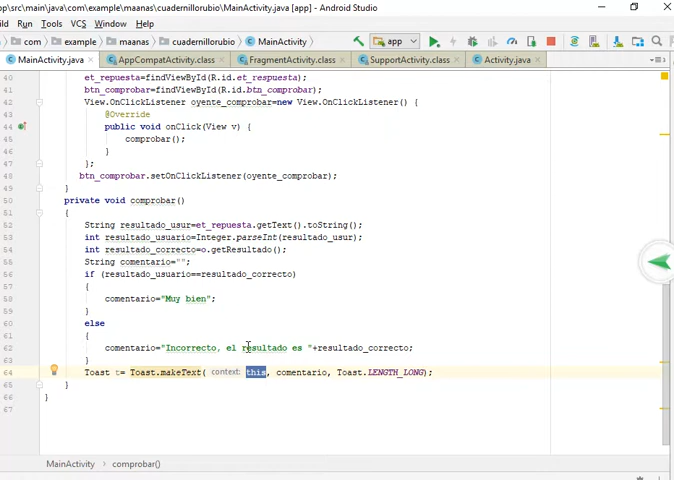 pp\src\main\java\com\example\maanas\cuadernillorubio\MainActivity.java [app] - Android Studio
ild Run Tools VCS Window Help
com example maanas cuadernillorubio MainActivity app
MainActivity.java AppCompatActivity.class FragmentActivity.class SupportActivity.class Activity.java
40 et_repuesta=findViewById(R.id.et_respuesta);
41 btn_comprobar=findViewById(R.id.btn_comprobar);
42 View.OnClickListener oyente_comprobar=new View.OnClickListener() {
43 @Override
44 public void onClick(View v) {
45 comprobar();
46 }
47 };
48 btn_comprobar.setOnClickListener(oyente_comprobar);
49 }
50 private void comprobar()
51 {
52 String resultado_usur=et_repuesta.getText().toString();
53 int resultado_usuario=Integer.parseInt(resultado_usur);
54 int resultado_correcto=o.getResultado();
55 String comentario="";
56 if (resultado_usuario==resultado_correcto)
57 {
58 comentario="Muy bien";
59 }
60 else
61 {
62 comentario="Incorrecto, el resultado es "+resultado_correcto;
63 }
64 Toast t= Toast.makeText( context: this, comentario, Toast.LENGTH_LONG);
65 }
66 }
67
MainActivity comprobar()